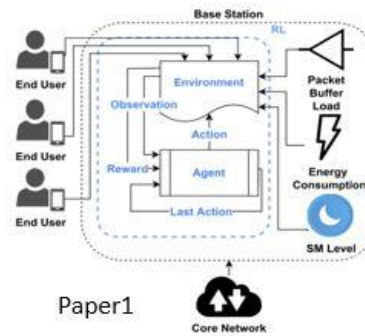 Base Station
RL
End User
Environment
Packet
Buffer
Load
Observation
Action
End User
Reward
Agent
Energy
Consumption
Last Action
End User
SM Level
Paper1
Core Network